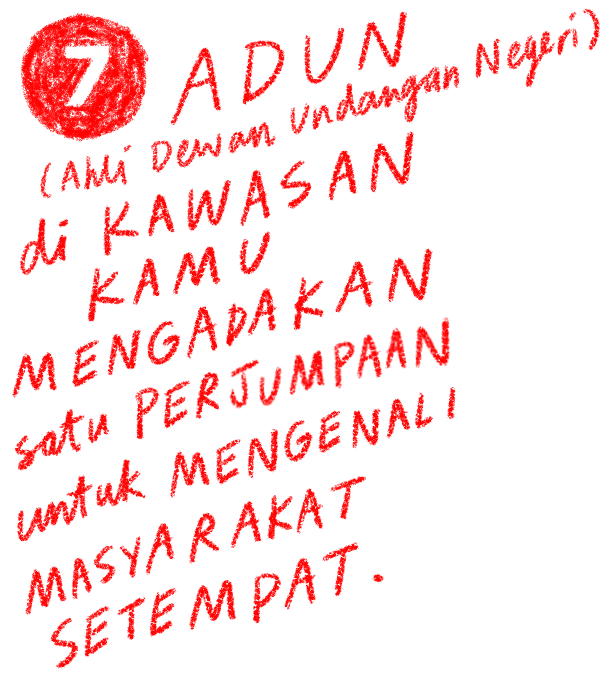 7 ADUN
(Ahli Dewan Undangan Negeri)
di KAWASAN
KAMU
MENGADAKAN
satu PERJUMPAAN
untuk MENGENALI
MASYARAKAT
SETEMPAT.